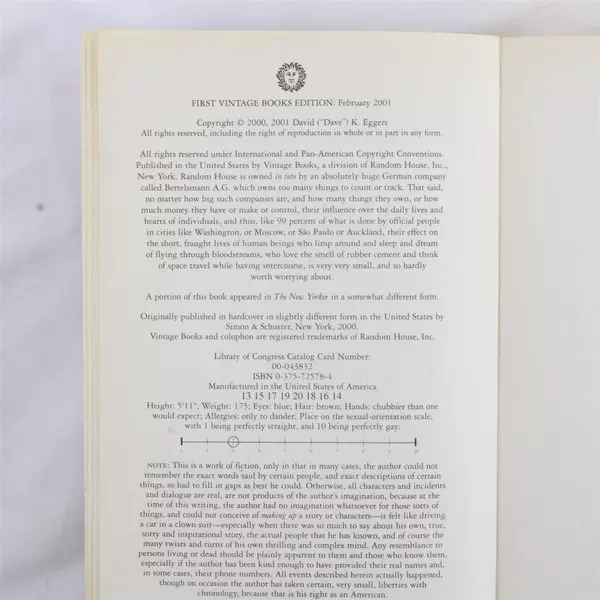 FIRST VINTAGE BOOKS EDITION: February 2001
Copyright © 2000, 2001 David ("Dave") K. Eggers
All rights reserved, including the right of reproduction in whole or in part in any form.
All rights reserved under International and Pan-American Copyright Conventions.
Published in the United States by Vintage Books, a division of Random House, Inc.,
New York. Random House is owned in toto by an absolutely huge German company
called Bertelsmann A.G. which owns too many things to count or track. That said,
no matter how big such companies are, and how many things they own, or how
much money they have or make or control, their influence over the daily lives and
hearts of individuals, and thus, like 99 percent of what is done by official people
in cities like Washington, or Moscow, or São Paulo or Auckland, their effect on
the short, fraught lives of human beings who limp around and sleep and dream
of flying through bloodstreams, who love the smell of rubber cement and think
of space travel while having intercourse, is very very small, and so hardly
worth worrying about.
A portion of this book appeared in The New Yorker in a somewhat different form.
Originally published in hardcover in slightly different form in the United States by
Simon & Schuster, New York, 2000.
Vintage Books and colophon are registered trademarks of Random House, Inc.
Library of Congress Catalog Card Number:
00-043832
ISBN 0-375-72578-4
Manufactured in the United States of America
13 15 17 19 20 18 16 14
Height: 5'11"; Weight: 175; Eyes: blue; Hair: brown; Hands: chubbier than one
would expect; Allergies: only to dander; Place on the sexual-orientation scale,
with 1 being perfectly straight, and 10 being perfectly gay:
1 2 3 4 5 6 7 8 9 10
NOTE: This is a work of fiction, only in that in many cases, the author could not
remember the exact words said by certain people, and exact descriptions of certain
things, so had to fill in gaps as best he could. Otherwise, all characters and incidents
and dialogue are real, are not products of the author's imagination, because at the
time of this writing, the author had no imagination whatsoever for those sorts of
things, and could not conceive of making up a story or characters—it felt like driving
a car in a clown suit—especially when there was so much to say about his own, true,
sorry and inspirational story, the actual people that he has known, and of course the
many twists and turns of his own thrilling and complex mind. Any resemblance to
persons living or dead should be plainly apparent to them and those who know them,
especially if the author has been kind enough to have provided their real names and,
in some cases, their phone numbers. All events described herein actually happened,
though on occasion the author has taken certain, very small, liberties with
chronology, because that is his right as an American.